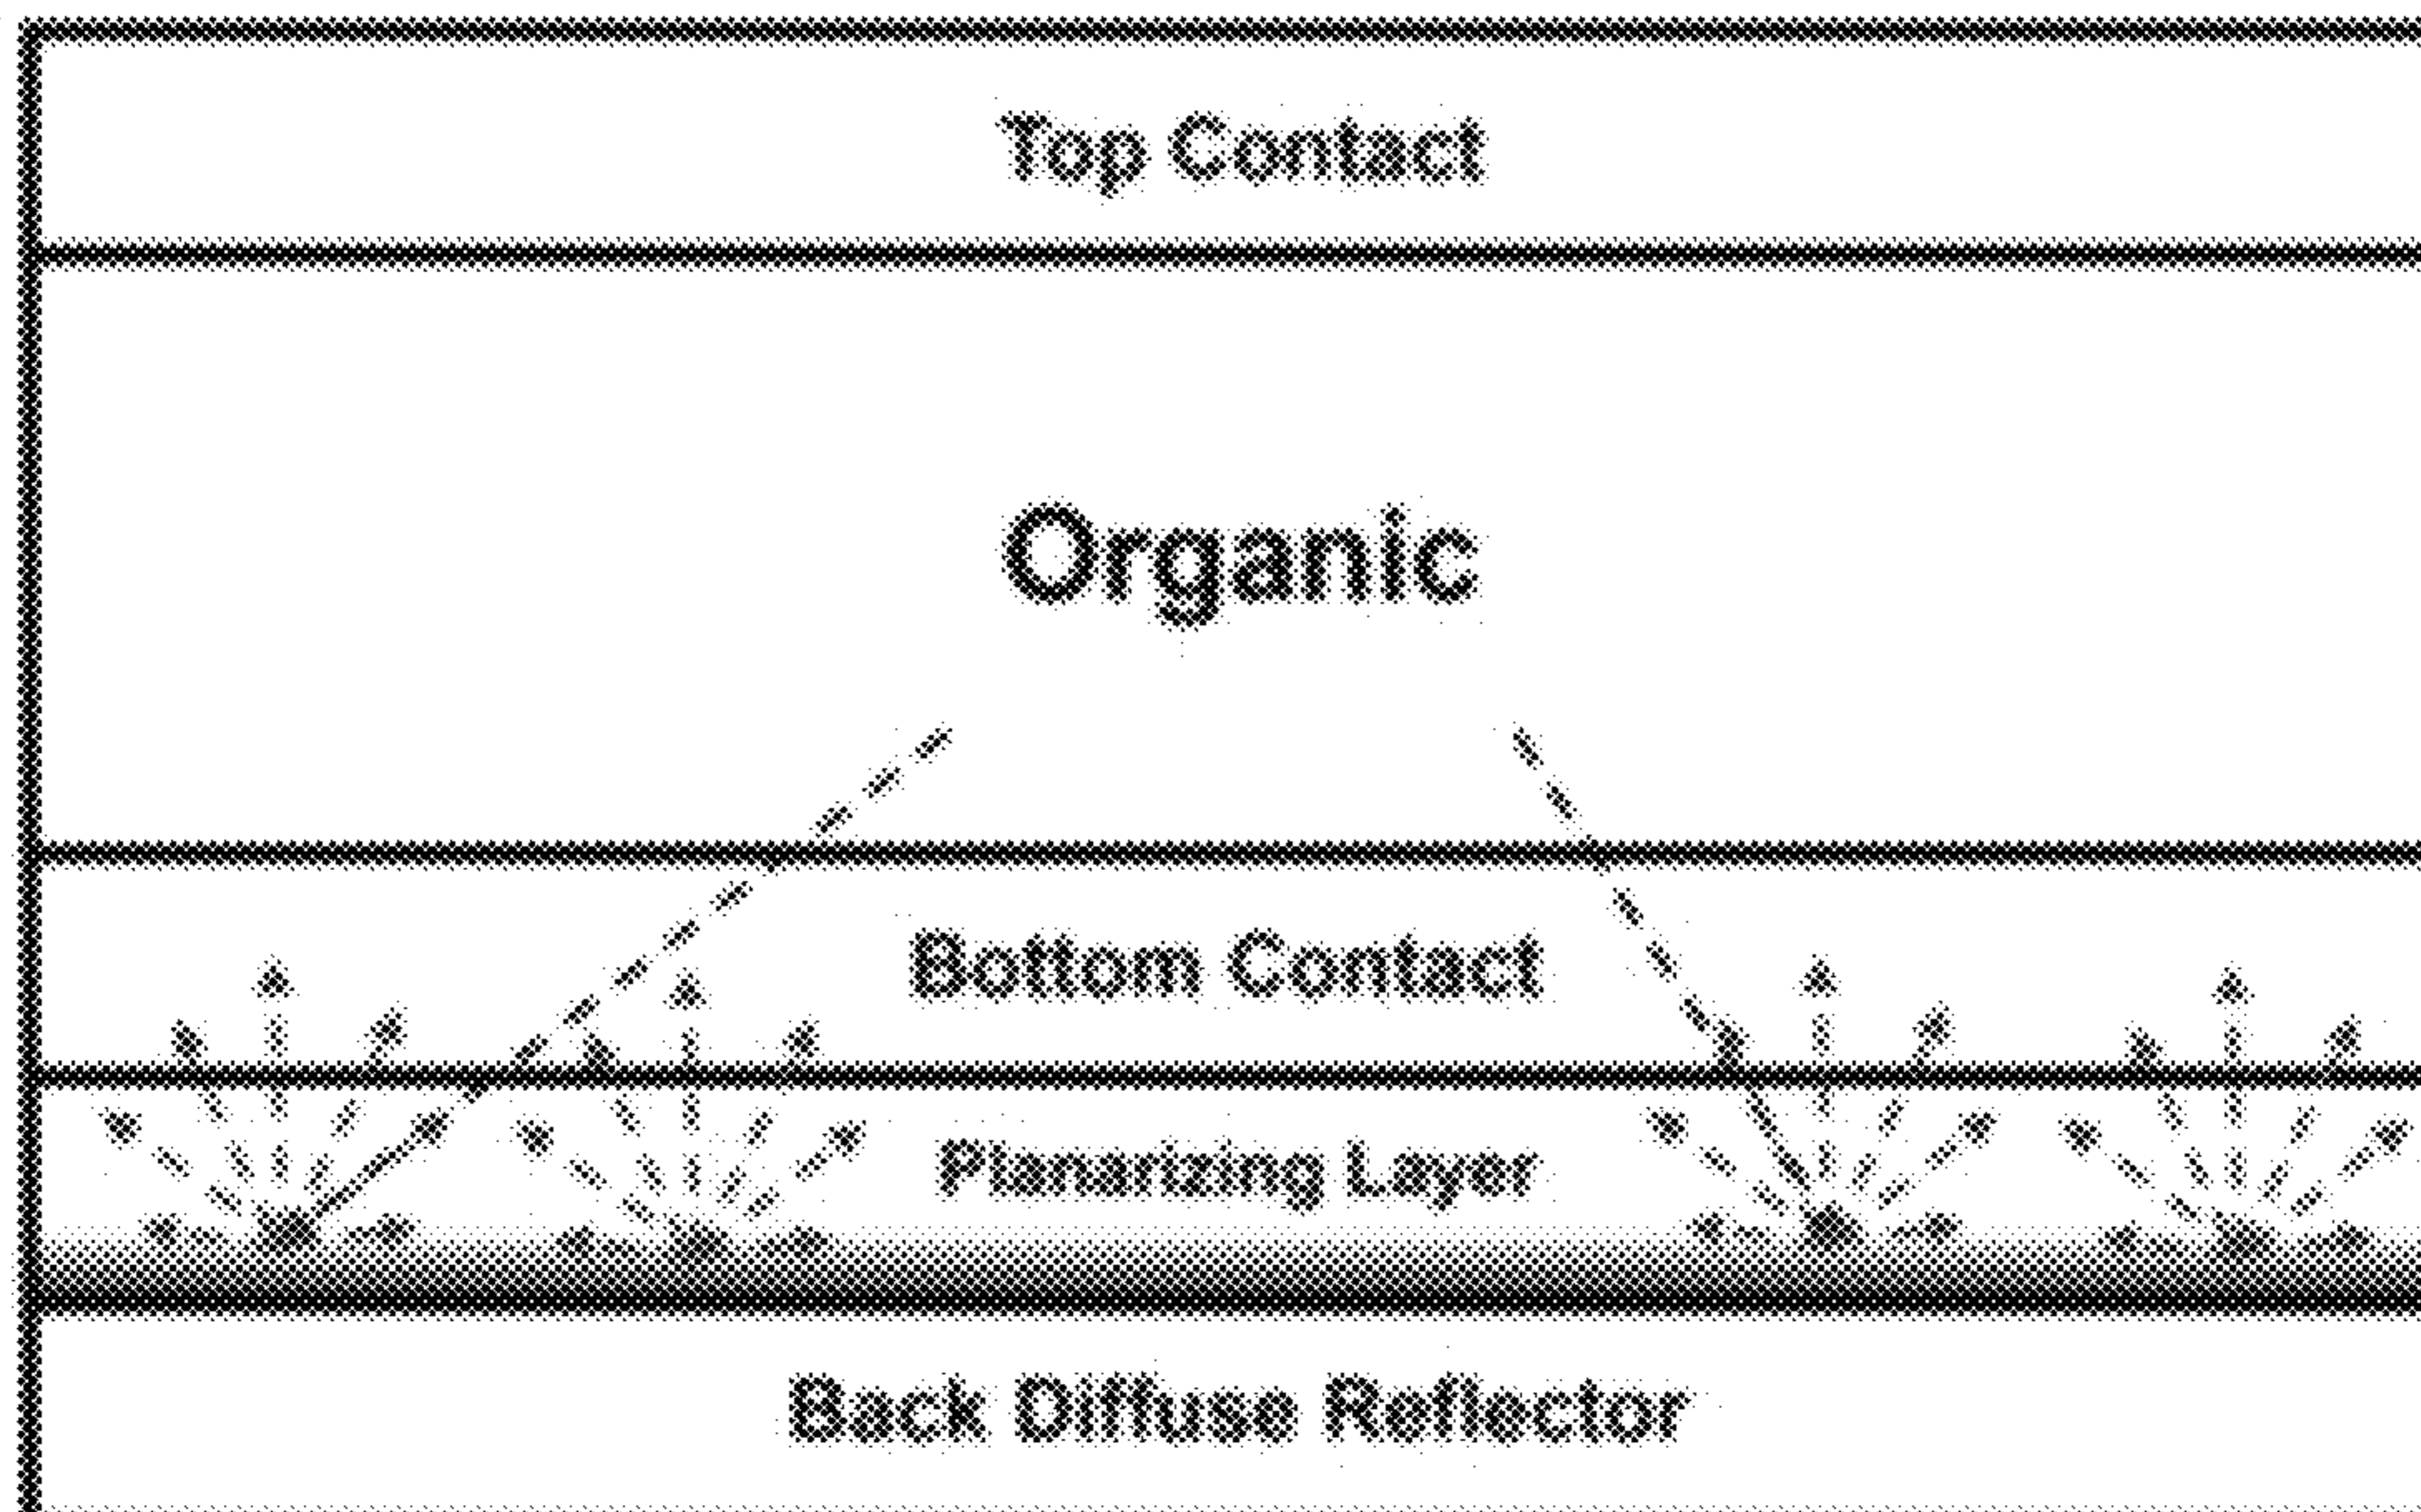 Top Contact
Organic
Bottom Contact
Planarizing Layer
Back Diffuse Reflector